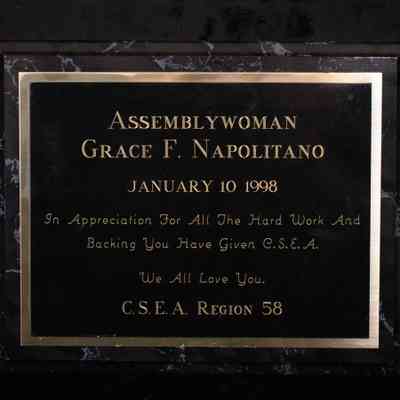 ASSEMBLYWOMAN
GRACE F. NAPOLITANO
JANUARY 10 1998
In Appreciation For All The Hard Work And
Backing You Have Given C.S.E.A.
We All Love You.
C.S.E.A. REGION 58